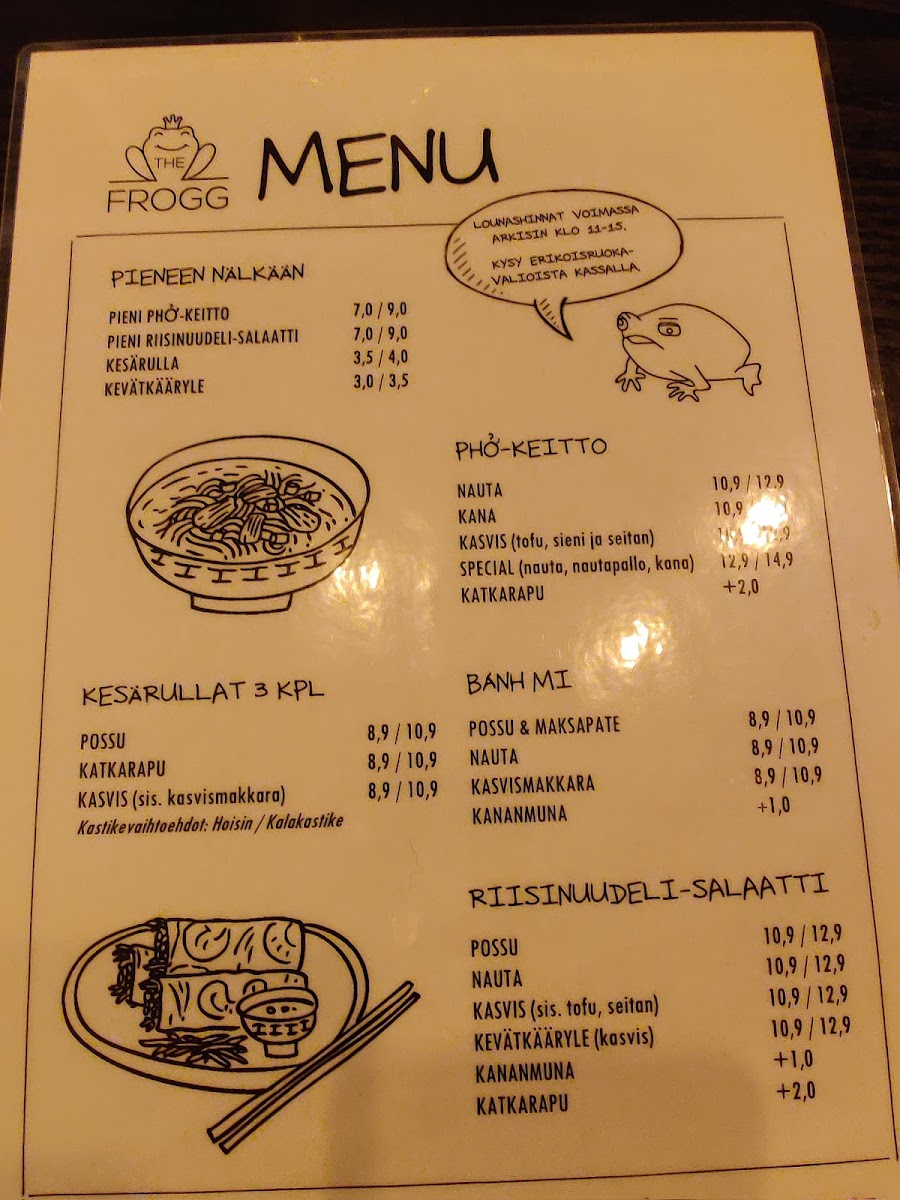 THE
FROGG
MENU
LOUNASHINNAT VOIMASSA
ARKISIN KLO 11-15.
KYSY ERIKOISRUOKA-
VALIOISTA KASSALLA.
PIENEEN NÄLKÄÄN
PIENI PHỞ-KEITTO 7,0 / 9,0
PIENI RIISINUUDELI-SALAATTI 7,0 / 9,0
KESÄRULLA 3,5 / 4,0
KEVÄTKÄÄRYLE 3,0 / 3,5
PHỞ-KEITTO
NAUTA 10,9 / 12.9
KANA 10,9
KASVIS (tofu, sieni ja seitan)
SPECIAL (nauta, nautapallo, kana) 12,9 / 14,9
KATKARAPU +2,0
KESÄRULLAT 3 KPL
POSSU 8,9 / 10,9
KATKARAPU 8,9 / 10,9
KASVIS (sis. kasvismakkara) 8,9 / 10,9
Kastikevaihtoehdot: Hoisin / Kalakastike
BANH MI
POSSU & MAKSAPATE 8,9 / 10,9
NAUTA 8,9 / 10,9
KASVISMAKKARA 8,9 / 10,9
KANANMUNA +1,0
RIISINUUDELI-SALAATTI
POSSU 10,9 / 12,9
NAUTA 10,9 / 12,9
KASVIS (sis. tofu, seitan) 10,9 / 12,9
KEVÄTKÄÄRYLE (kasvis) 10,9 / 12,9
KANANMUNA +1,0
KATKARAPU +2,0